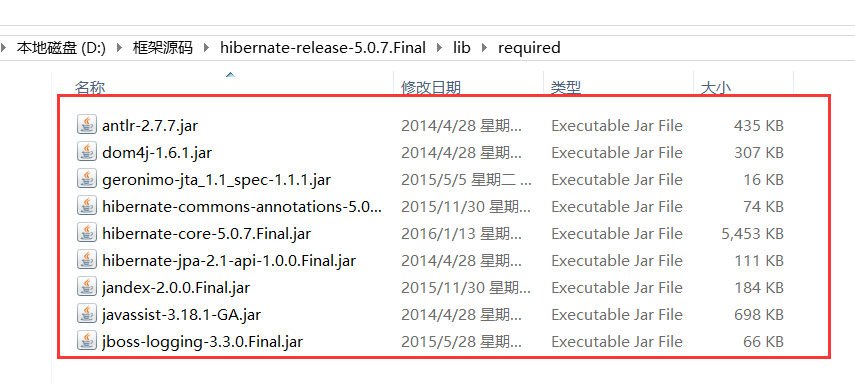 本地磁盘 (D:) 框架源码 hibernate-release-5.0.7.Final lib required
名称 修改日期 类型 大小
antlr-2.7.7.jar 2014/4/28 星期... Executable Jar File 435 KB
dom4j-1.6.1.jar 2014/4/28 星期... Executable Jar File 307 KB
geronimo-jta_1.1_spec-1.1.1.jar 2015/5/5 星期二 ... Executable Jar File 16 KB
hibernate-commons-annotations-5.0... 2015/11/30 星期... Executable Jar File 74 KB
hibernate-core-5.0.7.Final.jar 2016/1/13 星期... Executable Jar File 5,453 KB
hibernate-jpa-2.1-api-1.0.0.Final.jar 2014/4/28 星期... Executable Jar File 111 KB
jandex-2.0.0.Final.jar 2015/11/30 星期... Executable Jar File 184 KB
javassist-3.18.1-GA.jar 2014/4/28 星期... Executable Jar File 698 KB
jboss-logging-3.3.0.Final.jar 2015/5/28 星期... Executable Jar File 66 KB